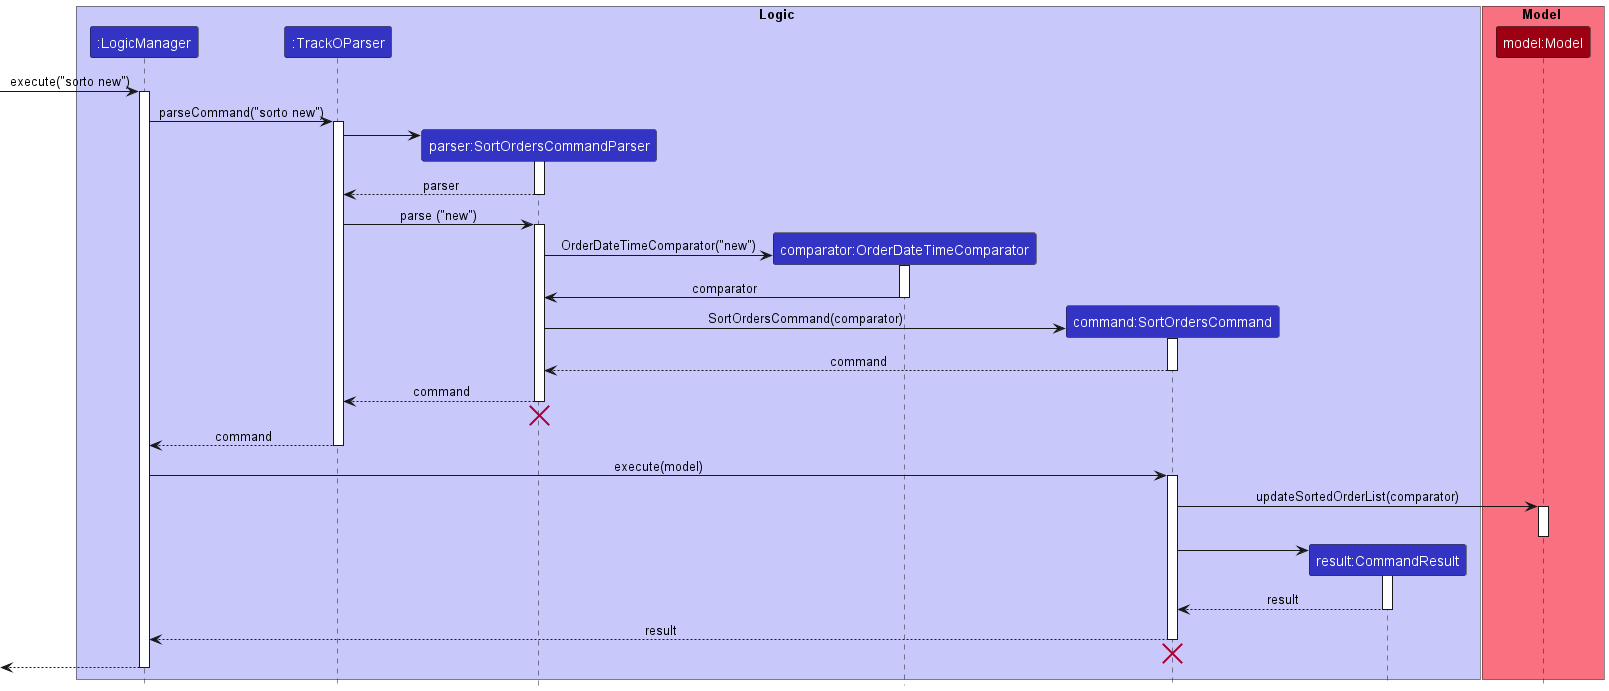 Logic
Model
:LogicManager
:TrackOParser
model:Model
execute("sorto new")
parseCommand("sorto new")
parser:SortOrdersCommandParser
parser
parse ("new")
OrderDateTimeComparator("new")
comparator:OrderDateTimeComparator
comparator
SortOrdersCommand(comparator)
command:SortOrdersCommand
command
command
command
execute(model)
updateSortedOrderList(comparator)
result:CommandResult
result
result